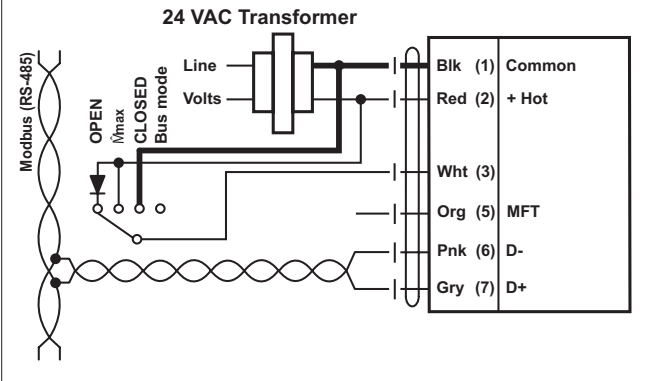 24 VAC Transformer
Modbus (RS-485)
Line
Volts
OPEN
V̇max
CLOSED
Bus mode
Blk (1) Common
Red (2) + Hot
Wht (3)
Org (5) MFT
Pnk (6) D-
Gry (7) D+